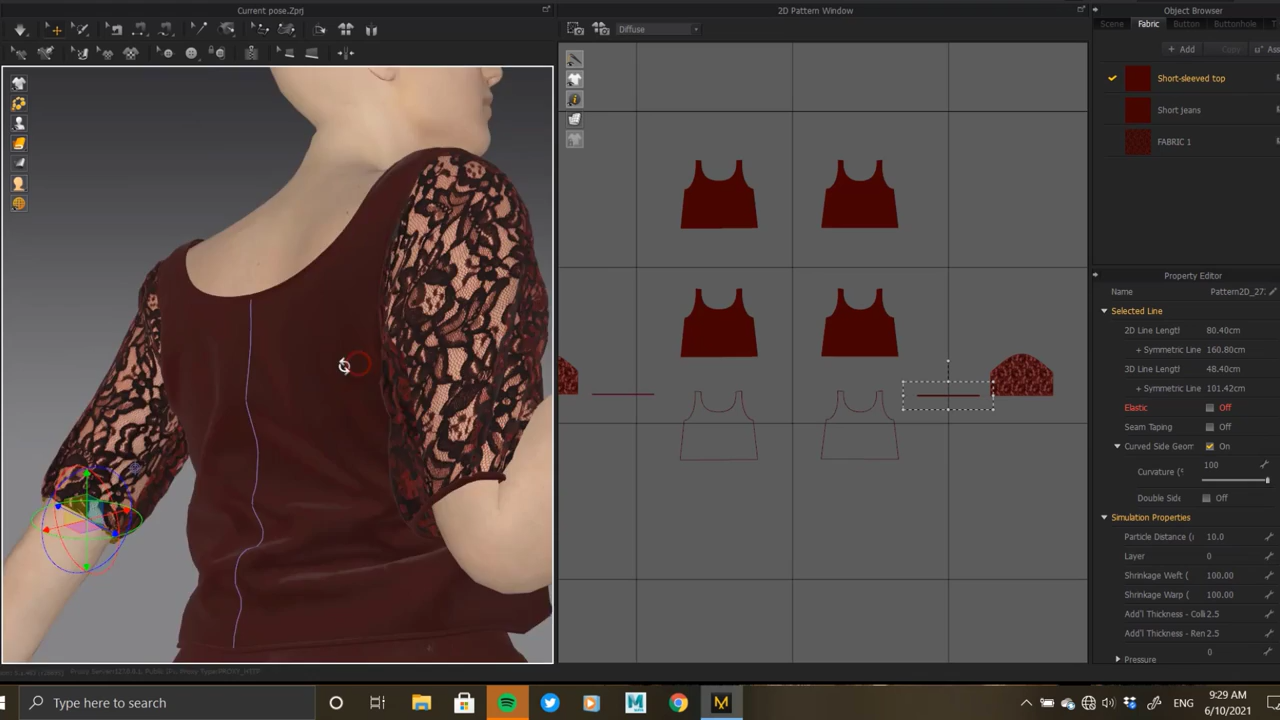 Current pose.Zprj
2D Pattern Window
Object Browser
Diffuse
Scene
Fabric
Button
Buttonhole
+ Add
Copy
Short-sleeved top
Short jeans
FABRIC 1
Property Editor
Name
Pattern2D_27
Selected Line
2D Line Lengt
80.40cm
+ Symmetric Line
160.80cm
3D Line Lengt
48.40cm
+ Symmetric Line
101.42cm
Elastic
Off
Seam Taping
Off
Curved Side Geom
On
Curvature (
100
Double Side
Off
Simulation Properties
Particle Distance (
10.0
Layer
0
Shrinkage Weft (
100.00
Shrinkage Warp (
100.00
Add'l Thickness - Colli
2.5
Add'l Thickness - Ren
2.5
Pressure
0
Type here to search
ENG
9:29 AM
6/10/2021